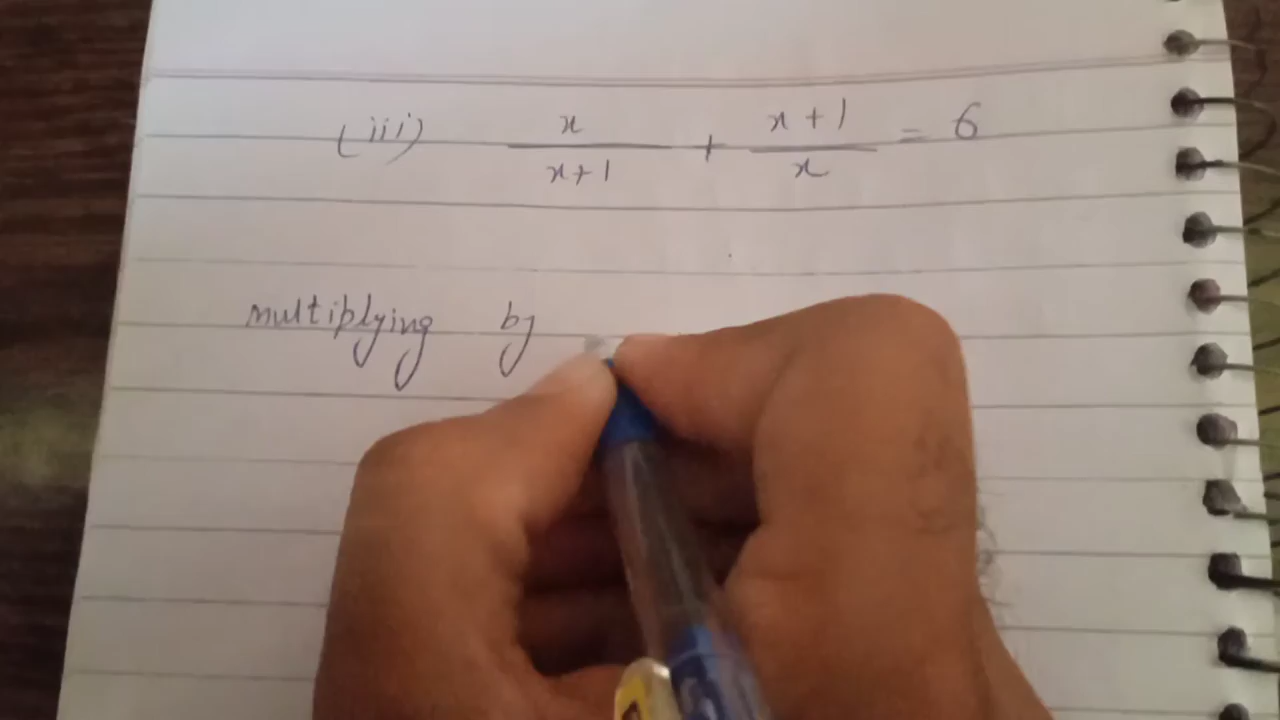 (iii) x/x+1 + x+1/x = 6
multiplying by